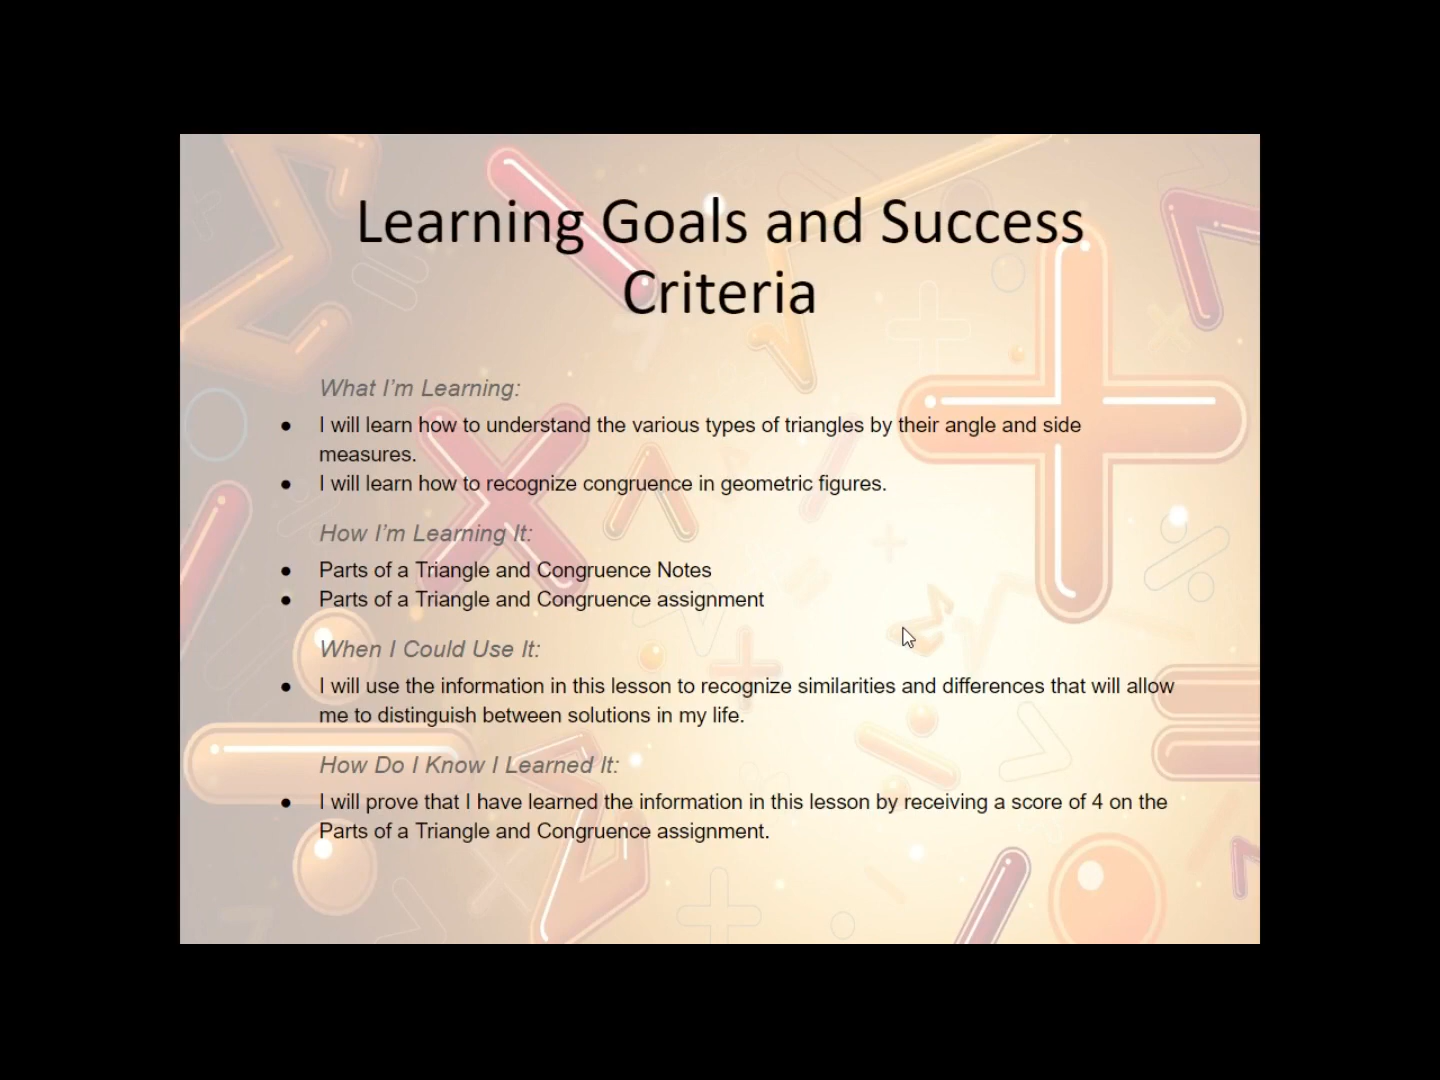 Learning Goals and Success
Criteria
What I’m Learning:
● I will learn how to understand the various types of triangles by their angle and side
measures.
● I will learn how to recognize congruence in geometric figures.
How I’m Learning It:
● Parts of a Triangle and Congruence Notes
● Parts of a Triangle and Congruence assignment
When I Could Use It:
● I will use the information in this lesson to recognize similarities and differences that will allow
me to distinguish between solutions in my life.
How Do I Know I Learned It:
● I will prove that I have learned the information in this lesson by receiving a score of 4 on the
Parts of a Triangle and Congruence assignment.